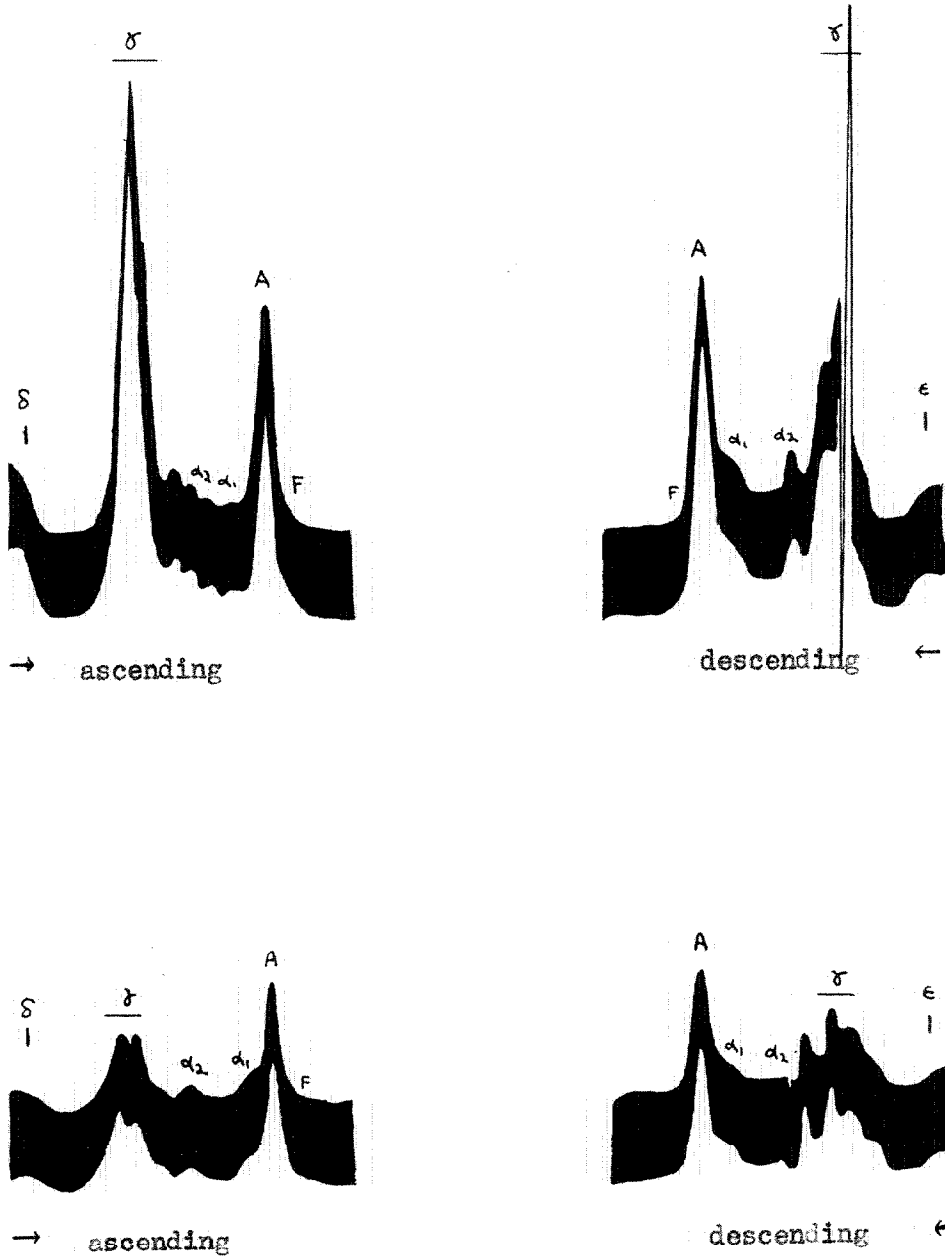 γ
A
δ
α₂ α₁
F
→ ascending
γ
A
ε
α₁ α₂
F
descending ←
A
γ
δ
α₂ α₁
F
→ ascending
A
γ
ε
α₁ α₂
descending ←